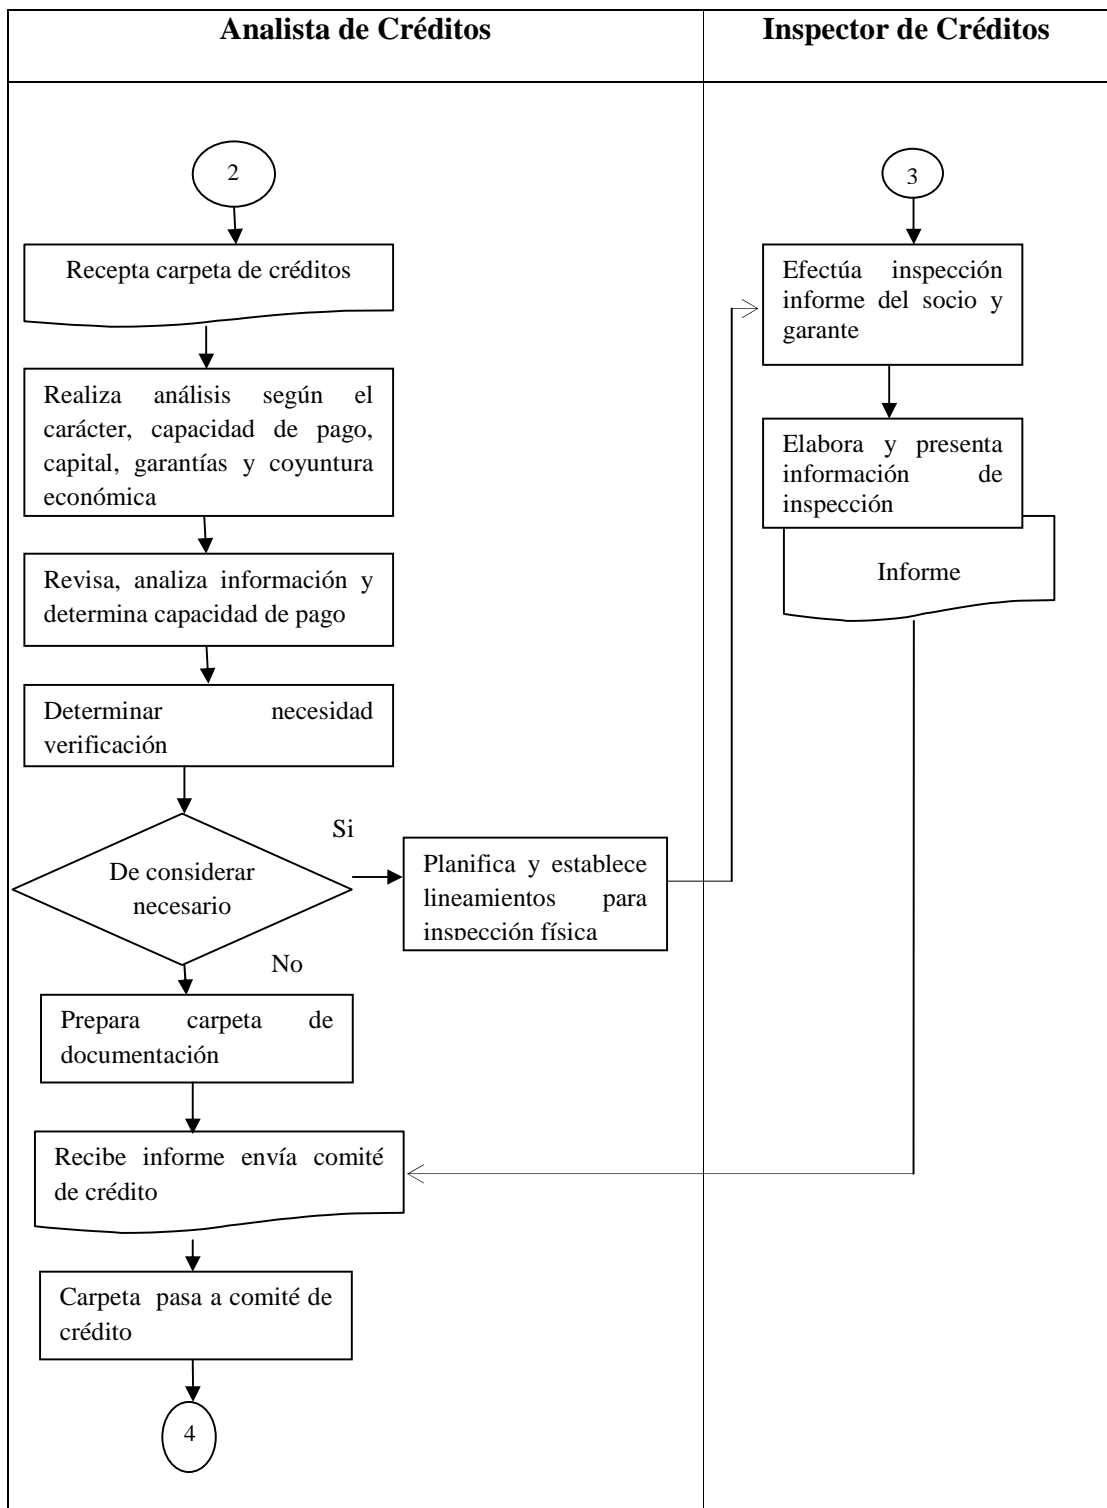 Analista de Créditos
Inspector de Créditos
2
Recepta carpeta de créditos
Realiza análisis según el
carácter, capacidad de pago,
capital, garantías y coyuntura
económica
Revisa, analiza información y
determina capacidad de pago
Determinar necesidad
verificación
De considerar
necesario
Si
Planifica y establece
lineamientos para
inspección física
No
Prepara carpeta de
documentación
Recibe informe envía comité
de crédito
Carpeta pasa a comité de
crédito
4
3
Efectúa inspección
informe del socio y
garante
Elabora y presenta
información de
inspección
Informe